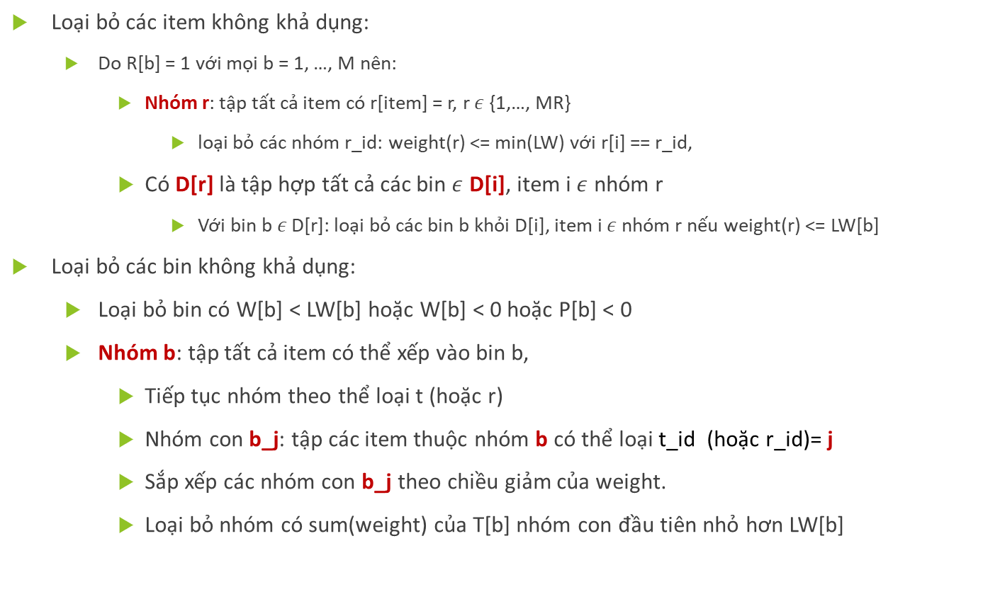 Loại bỏ các item không khả dụng:
Do R[b] = 1 với mọi b = 1, …, M nên:
Nhóm r: tập tất cả item có r[item] = r, r ϵ {1,…, MR}
loại bỏ các nhóm r_id: weight(r) <= min(LW) với r[i] == r_id,
Có D[r] là tập hợp tất cả các bin ϵ D[i], item i ϵ nhóm r
Với bin b ϵ D[r]: loại bỏ các bin b khỏi D[i], item i ϵ nhóm r nếu weight(r) <= LW[b]
Loại bỏ các bin không khả dụng:
Loại bỏ bin có W[b] < LW[b] hoặc W[b] < 0 hoặc P[b] < 0
Nhóm b: tập tất cả item có thể xếp vào bin b,
Tiếp tục nhóm theo thể loại t (hoặc r)
Nhóm con b_j: tập các item thuộc nhóm b có thể loại t_id (hoặc r_id)= j
Sắp xếp các nhóm con b_j theo chiều giảm của weight.
Loại bỏ nhóm có sum(weight) của T[b] nhóm con đầu tiên nhỏ hơn LW[b]